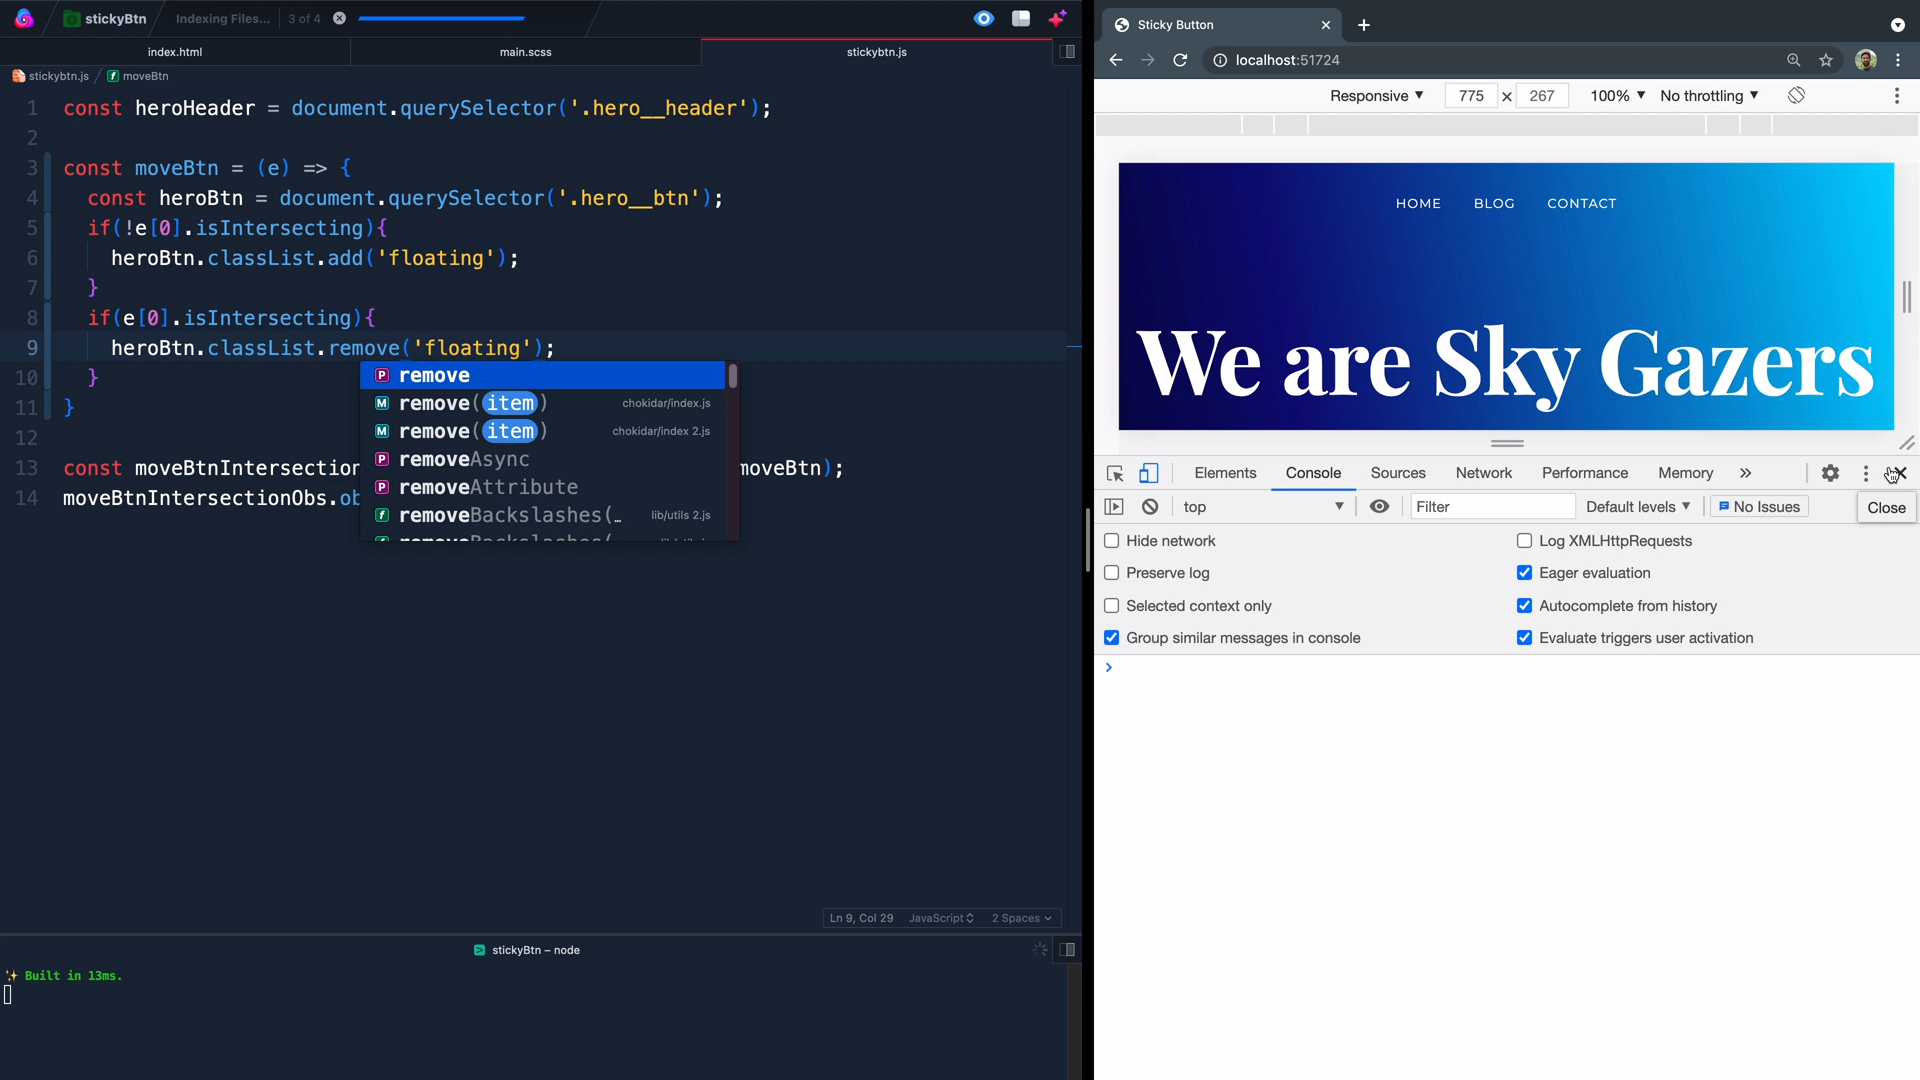 stickyBtn
Indexing Files... 3 of 4
index.html
main.scss
stickybtn.js
stickybtn.js / moveBtn
1 const heroHeader = document.querySelector('.hero__header');
2
3 const moveBtn = (e) => {
4 const heroBtn = document.querySelector('.hero__btn');
5 if(!e[0].isIntersecting){
6 heroBtn.classList.add('floating');
7 }
8 if(e[0].isIntersecting){
9 heroBtn.classList.remove('floating');
10 }
11 }
12
13 const moveBtnIntersection moveBtn);
14 moveBtnIntersectionObs.ob
remove
remove(item) chokidar/index.js
remove(item) chokidar/index 2.js
removeAsync
removeAttribute
removeBackslashes(… lib/utils 2.js
Ln 9, Col 29 JavaScript 2 Spaces
stickyBtn – node
✨ Built in 13ms.
Sticky Button
localhost:51724
Responsive 775 × 267 100% No throttling
HOME BLOG CONTACT
We are Sky Gazers
Elements Console Sources Network Performance Memory »
top Filter Default levels No Issues
Close
Hide network
Log XMLHttpRequests
Preserve log
Eager evaluation
Selected context only
Autocomplete from history
Group similar messages in console
Evaluate triggers user activation